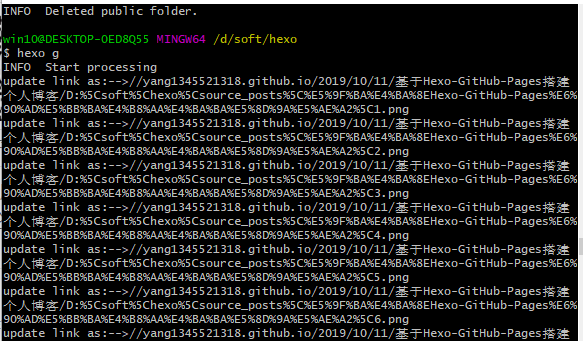 INFO  Deleted public folder.
win10@DESKTOP-OED8Q55 MINGW64 /d/soft/hexo
$ hexo g
INFO  Start processing
update link as:-->//yang1345521318.github.io/2019/10/11/基于Hexo-GitHub-Pages搭建
个人博客/D:%5Csoft%5Chexo%5Csource_posts%5C%E5%9F%BA%E4%BA%8EHexo-GitHub-Pages%E6%
90%AD%E5%BB%BA%E4%B8%AA%E4%BA%BA%E5%8D%9A%E5%AE%A2%5C1.png
update link as:-->//yang1345521318.github.io/2019/10/11/基于Hexo-GitHub-Pages搭建
个人博客/D:%5Csoft%5Chexo%5Csource_posts%5C%E5%9F%BA%E4%BA%8EHexo-GitHub-Pages%E6%
90%AD%E5%BB%BA%E4%B8%AA%E4%BA%BA%E5%8D%9A%E5%AE%A2%5C2.png
update link as:-->//yang1345521318.github.io/2019/10/11/基于Hexo-GitHub-Pages搭建
个人博客/D:%5Csoft%5Chexo%5Csource_posts%5C%E5%9F%BA%E4%BA%8EHexo-GitHub-Pages%E6%
90%AD%E5%BB%BA%E4%B8%AA%E4%BA%BA%E5%8D%9A%E5%AE%A2%5C3.png
update link as:-->//yang1345521318.github.io/2019/10/11/基于Hexo-GitHub-Pages搭建
个人博客/D:%5Csoft%5Chexo%5Csource_posts%5C%E5%9F%BA%E4%BA%8EHexo-GitHub-Pages%E6%
90%AD%E5%BB%BA%E4%B8%AA%E4%BA%BA%E5%8D%9A%E5%AE%A2%5C4.png
update link as:-->//yang1345521318.github.io/2019/10/11/基于Hexo-GitHub-Pages搭建
个人博客/D:%5Csoft%5Chexo%5Csource_posts%5C%E5%9F%BA%E4%BA%8EHexo-GitHub-Pages%E6%
90%AD%E5%BB%BA%E4%B8%AA%E4%BA%BA%E5%8D%9A%E5%AE%A2%5C5.png
update link as:-->//yang1345521318.github.io/2019/10/11/基于Hexo-GitHub-Pages搭建
个人博客/D:%5Csoft%5Chexo%5Csource_posts%5C%E5%9F%BA%E4%BA%8EHexo-GitHub-Pages%E6%
90%AD%E5%BB%BA%E4%B8%AA%E4%BA%BA%E5%8D%9A%E5%AE%A2%5C6.png
update link as:-->//yang1345521318.github.io/2019/10/11/基于Hexo-GitHub-Pages搭建